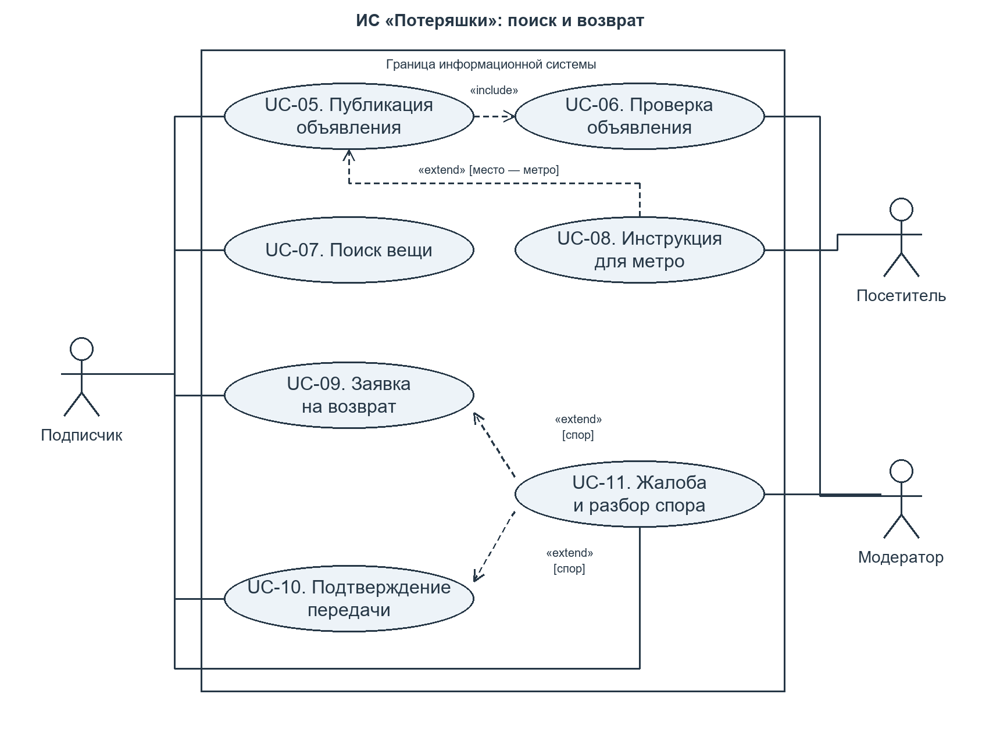 ИС «Потеряшки»: поиск и возврат
Граница информационной системы
UC-05. Публикация
объявления
«include»
UC-06. Проверка
объявления
«extend» [место — метро]
UC-07. Поиск вещи
UC-08. Инструкция
для метро
Посетитель
Подписчик
UC-09. Заявка
на возврат
«extend»
[спор]
UC-11. Жалоба
и разбор спора
Модератор
«extend»
[спор]
UC-10. Подтверждение
передачи